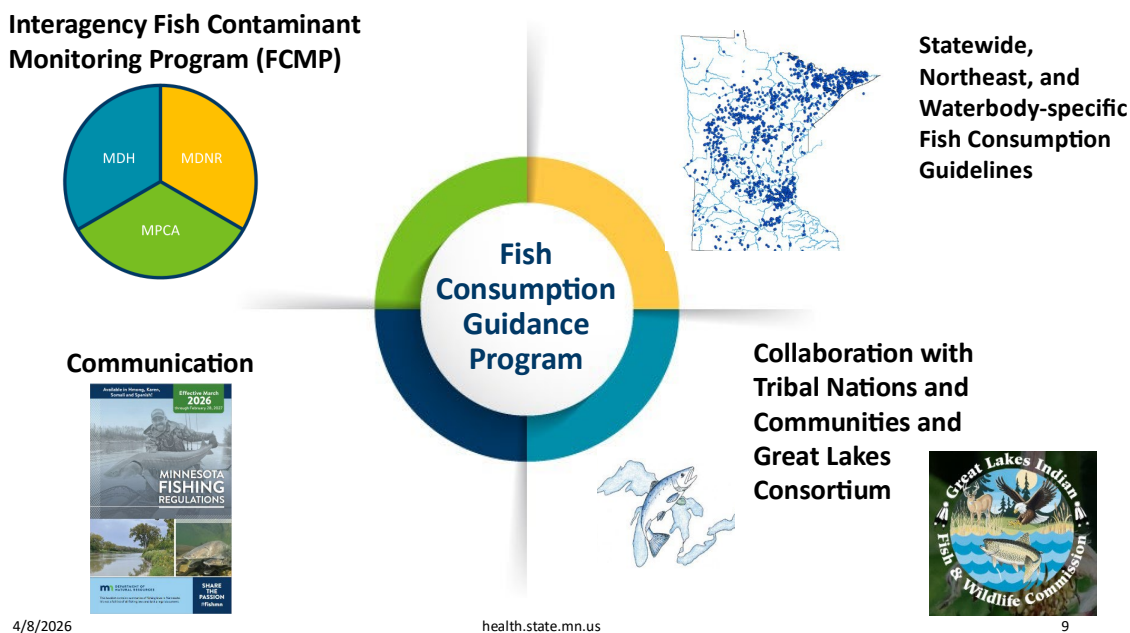 Interagency Fish Contaminant
Monitoring Program (FCMP)
MDH
MDNR
MPCA
Statewide,
Northeast, and
Waterbody-specific
Fish Consumption
Guidelines
Fish
Consumption
Guidance
Program
Communication
Available in Hmong, Karen,
Somali and Spanish!
Effective March
2026
through February 28, 2027
MINNESOTA
FISHING
REGULATIONS
DEPARTMENT OF
NATURAL RESOURCES
SHARE
THE
PASSION
#fishmn
Collaboration with
Tribal Nations and
Communities and
Great Lakes
Consortium
Great Lakes Indian
Fish & Wildlife Commission
4/8/2026
health.state.mn.us
9